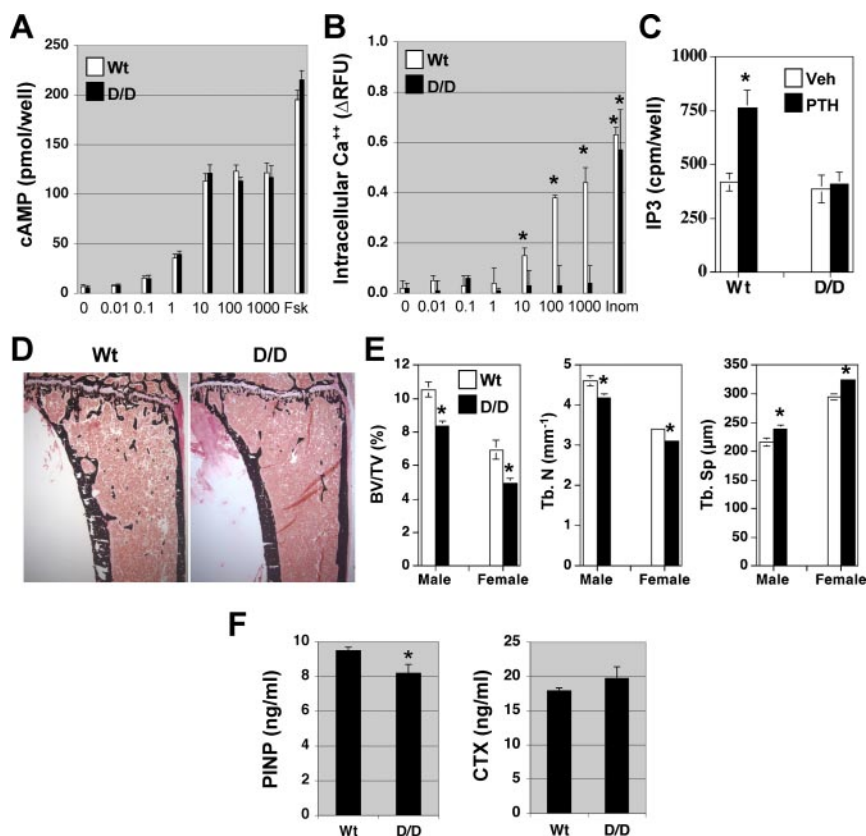 A
cAMP (pmol/well)
250
200
150
100
50
0
Wt
D/D
0 0.01 0.1 1 10 100 1000 Fsk
B
Intracellular Ca++ (ΔRFU)
1.0
0.8
0.6
0.4
0.2
0.0
Wt
D/D
* * * * *
0 0.01 0.1 1 10 100 1000 Inom
C
IP3 (cpm/well)
1000
750
500
250
0
Veh
PTH
*
Wt D/D
D
Wt D/D
E
BV/TV (%)
12
10
8
6
4
2
0
Wt
D/D
* *
Male Female
Tb. N (mm-1)
5
4
3
2
1
0
* *
Male Female
Tb. Sp (µm)
350
300
250
200
150
100
50
0
* *
Male Female
F
PINP (ng/ml)
10
8
6
4
2
0
*
Wt D/D
CTX (ng/ml)
25
20
15
10
5
0
Wt D/D